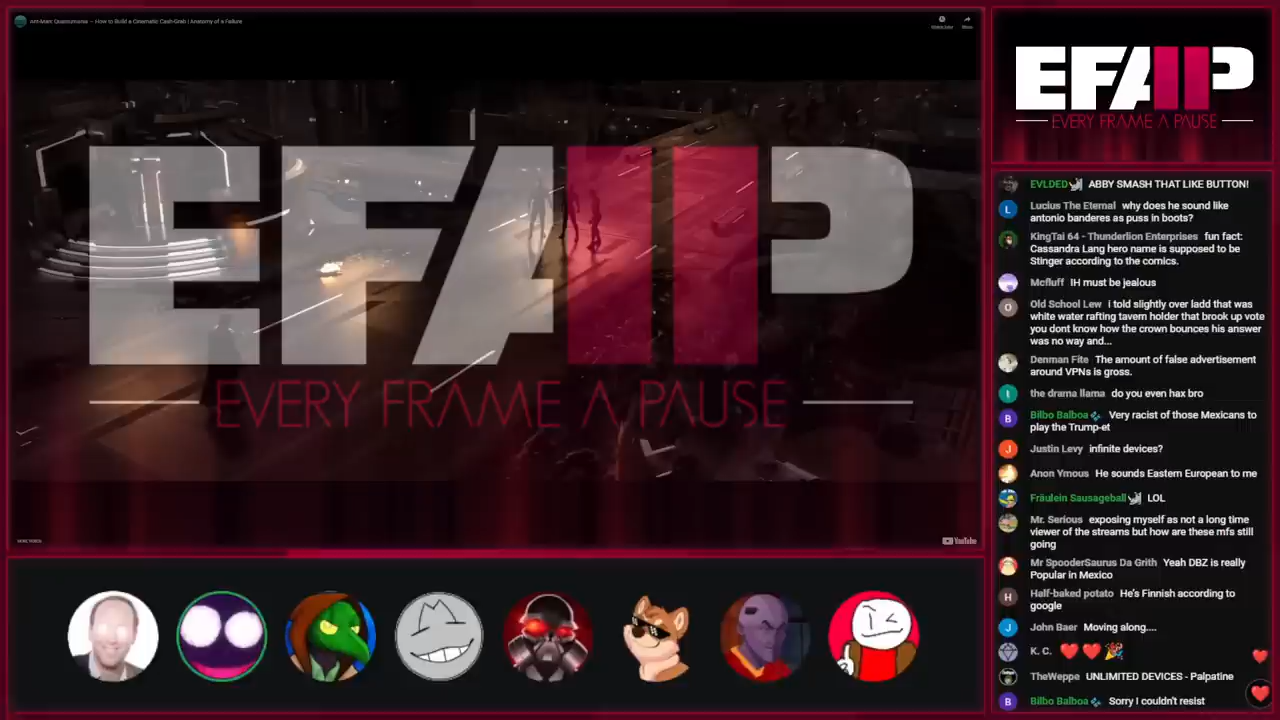 Ant-Man: Quantumania – How to Build a Cinematic Cash-Grab | Anatomy of a Failure
Watch later
Share
EFAP
EVERY FRAME A PAUSE
MORE VIDEOS
YouTube
EFAP
EVERY FRAME A PAUSE
EVLDED ABBY SMASH THAT LIKE BUTTON!
L
Lucius The Eternal why does he sound like
antonio banderas as puss in boots?
KingTai 64 - Thunderlion Enterprises fun fact:
Cassandra Lang hero name is supposed to be
Stinger according to the comics.
Mcfluff IH must be jealous
O
Old School Lew i told slightly over ladd that was
white water rafting tavern holder that brook up vote
you dont know how the crown bounces his answer
was no way and...
Denman Fite The amount of false advertisement
around VPNs is gross.
t
the drama llama do you even hax bro
B
Bilbo Balboa Very racist of those Mexicans to
play the Trump-et
J
Justin Levy infinite devices?
Anon Ymous He sounds Eastern European to me
Fräulein Sausageball LOL
Mr. Serious exposing myself as not a long time
viewer of the streams but how are these mfs still
going
Mr SpooderSaurus Da Grith Yeah DBZ is really
Popular in Mexico
H
Half-baked potato He's Finnish according to
google
J
John Baer Moving along....
K. C. ❤️❤️🎉
TheWeppe UNLIMITED DEVICES - Palpatine
B
Bilbo Balboa Sorry I couldn't resist